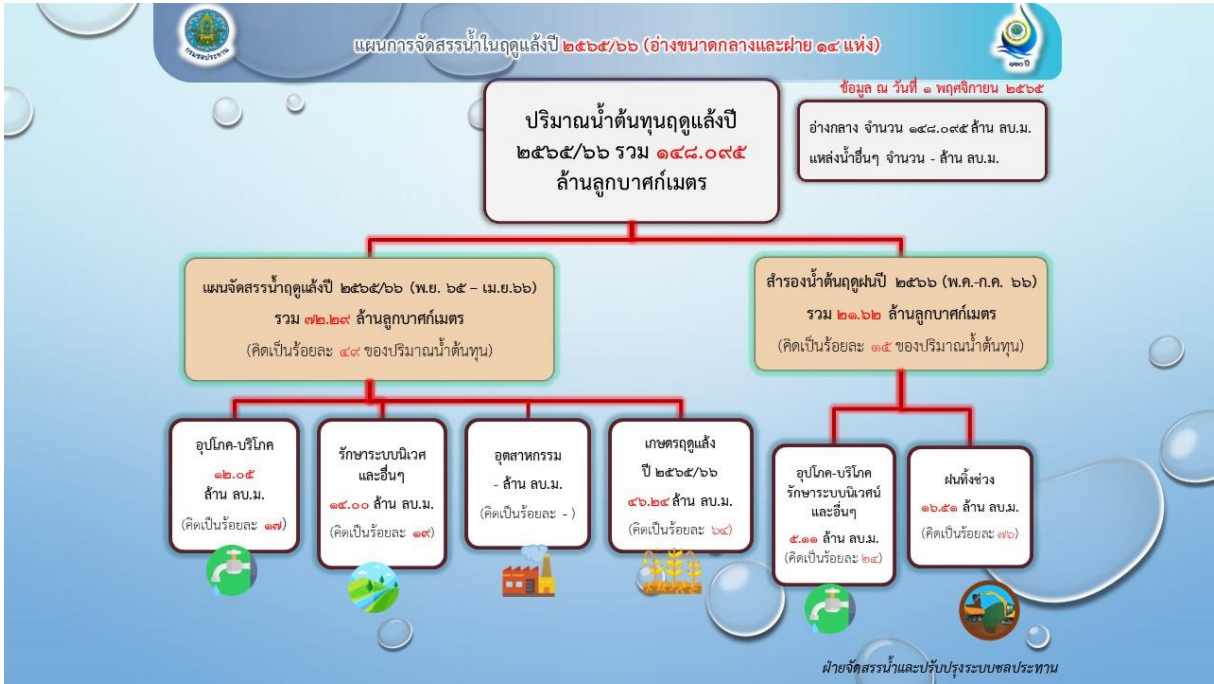 แผนการจัดสรรน้ำในฤดูแล้งปี ๒๕๖๕/๖๖ (อ่างขนาดกลางและฝาย ๑๔ แห่ง)
กรมชลประทาน
๑๒๐ ปี
ข้อมูล ณ วันที่ ๑ พฤศจิกายน ๒๕๖๕
ปริมาณน้ำต้นทุนฤดูแล้งปี
๒๕๖๕/๖๖ รวม ๑๔๘.๐๙๕
ล้านลูกบาศก์เมตร
อ่างกลาง จำนวน ๑๔๘.๐๙๕ ล้าน ลบ.ม.
แหล่งน้ำอื่นๆ จำนวน - ล้าน ลบ.ม.
แผนจัดสรรน้ำฤดูแล้งปี ๒๕๖๕/๖๖ (พ.ย. ๖๕ – เม.ย.๖๖)
รวม ๗๒.๒๙ ล้านลูกบาศก์เมตร
(คิดเป็นร้อยละ ๔๙ ของปริมาณน้ำต้นทุน)
สำรองน้ำต้นฤดูฝนปี ๒๕๖๖ (พ.ค.-ก.ค. ๖๖)
รวม ๒๑.๖๒ ล้านลูกบาศก์เมตร
(คิดเป็นร้อยละ ๑๕ ของปริมาณน้ำต้นทุน)
อุปโภค-บริโภค
๑๒.๐๕
ล้าน ลบ.ม.
(คิดเป็นร้อยละ ๑๗)
รักษาระบบนิเวศ
และอื่นๆ
๑๔.๐๐ ล้าน ลบ.ม.
(คิดเป็นร้อยละ ๑๙)
อุตสาหกรรม
- ล้าน ลบ.ม.
(คิดเป็นร้อยละ - )
เกษตรฤดูแล้ง
ปี ๒๕๖๕/๖๖
๔๖.๒๔ ล้าน ลบ.ม.
(คิดเป็นร้อยละ ๖๔)
อุปโภค-บริโภค
รักษาระบบนิเวศน์
และอื่นๆ
๕.๑๑ ล้าน ลบ.ม.
(คิดเป็นร้อยละ ๒๔)
ฝนทิ้งช่วง
๑๖.๕๑ ล้าน ลบ.ม.
(คิดเป็นร้อยละ ๗๖)
ฝ่ายจัดสรรน้ำและปรับปรุงระบบชลประทาน